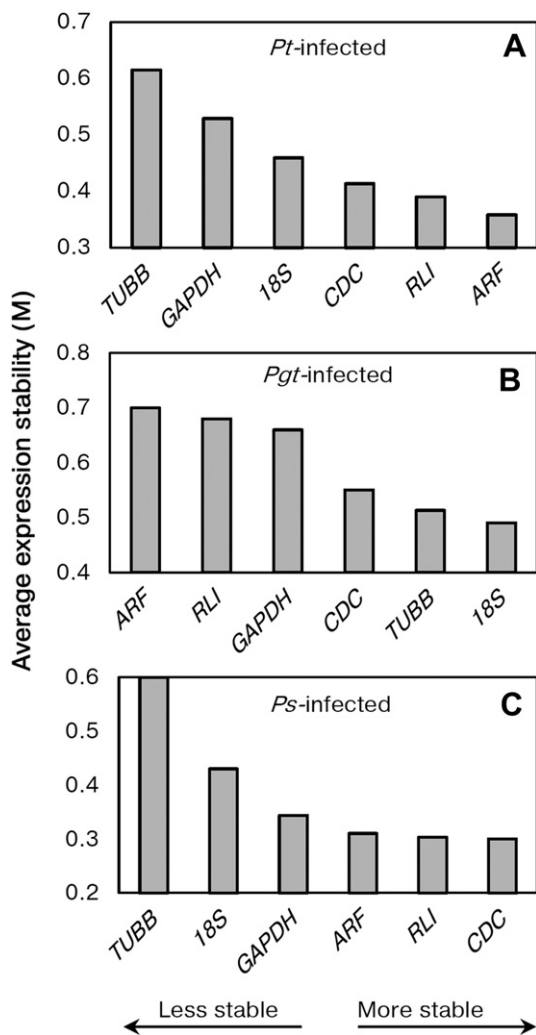 Average expression stability (M)
Pt-infected
A
0.7
0.6
0.5
0.4
0.3
TUBB GAPDH 18S CDC RLI ARF
Pgt-infected
B
0.8
0.7
0.6
0.5
0.4
ARF RLI GAPDH CDC TUBB 18S
Ps-infected
C
0.6
0.5
0.4
0.3
0.2
TUBB 18S GAPDH ARF RLI CDC
Less stable More stable